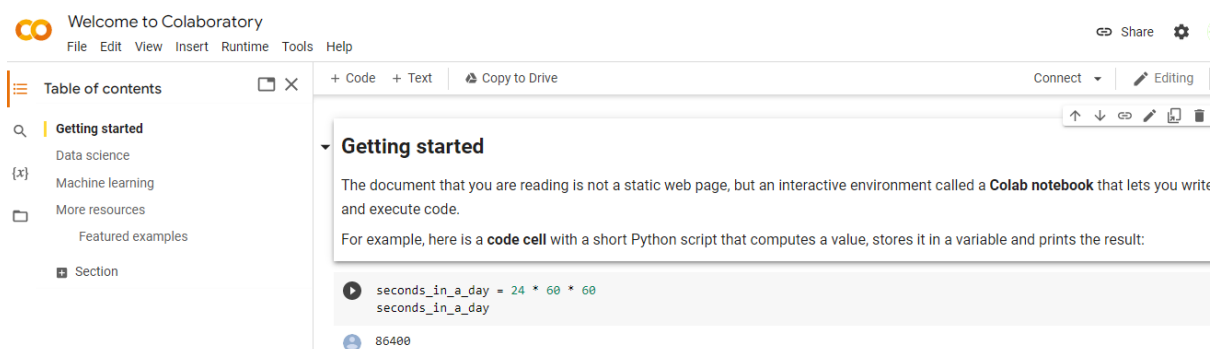 Welcome to Colaboratory
File Edit View Insert Runtime Tools Help
Share
Table of contents
Getting started
Data science
Machine learning
More resources
Featured examples
Section
{x}
+ Code + Text Copy to Drive
Connect Editing
Getting started
The document that you are reading is not a static web page, but an interactive environment called a Colab notebook that lets you write
and execute code.
For example, here is a code cell with a short Python script that computes a value, stores it in a variable and prints the result:
seconds_in_a_day = 24 * 60 * 60
seconds_in_a_day
86400